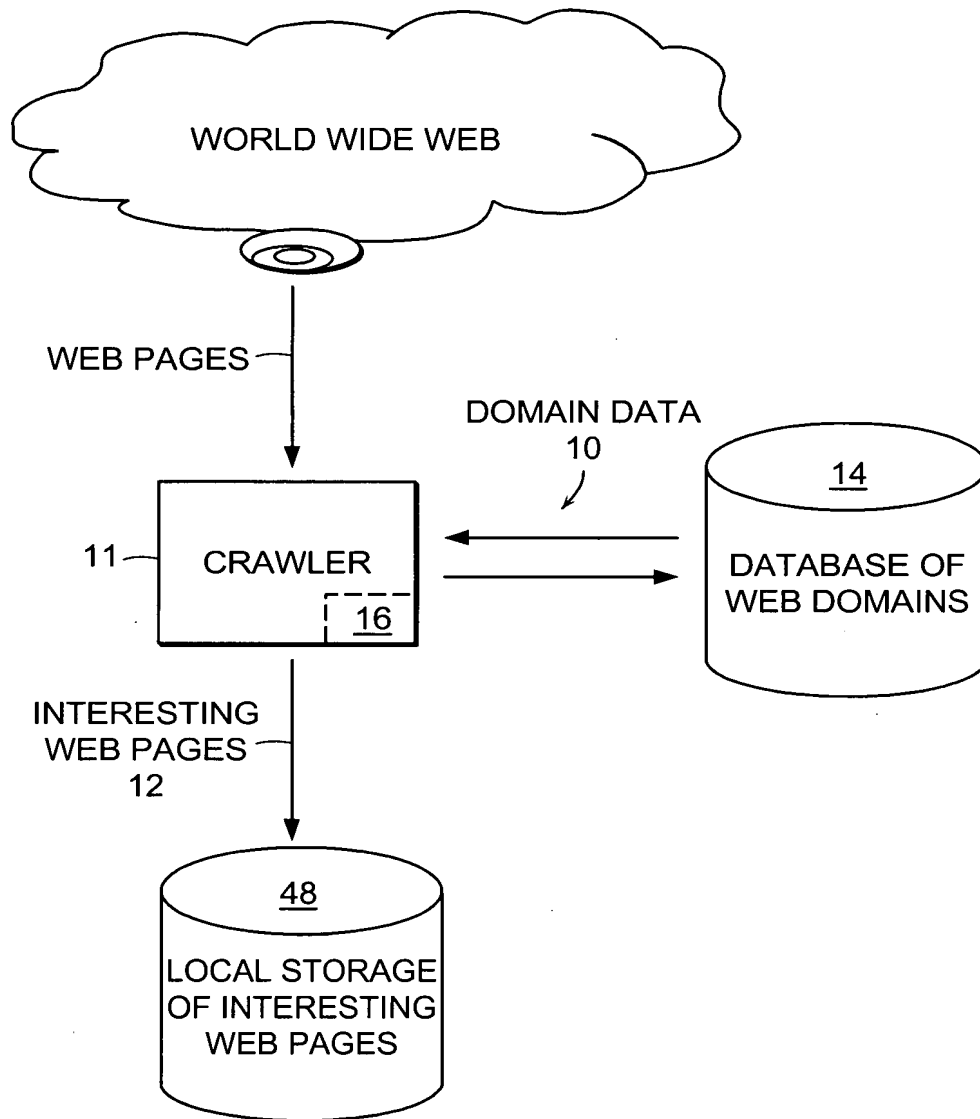 WORLD WIDE WEB
WEB PAGES
DOMAIN DATA
10
14
DATABASE OF
WEB DOMAINS
11
CRAWLER
16
INTERESTING
WEB PAGES
12
48
LOCAL STORAGE
OF INTERESTING
WEB PAGES